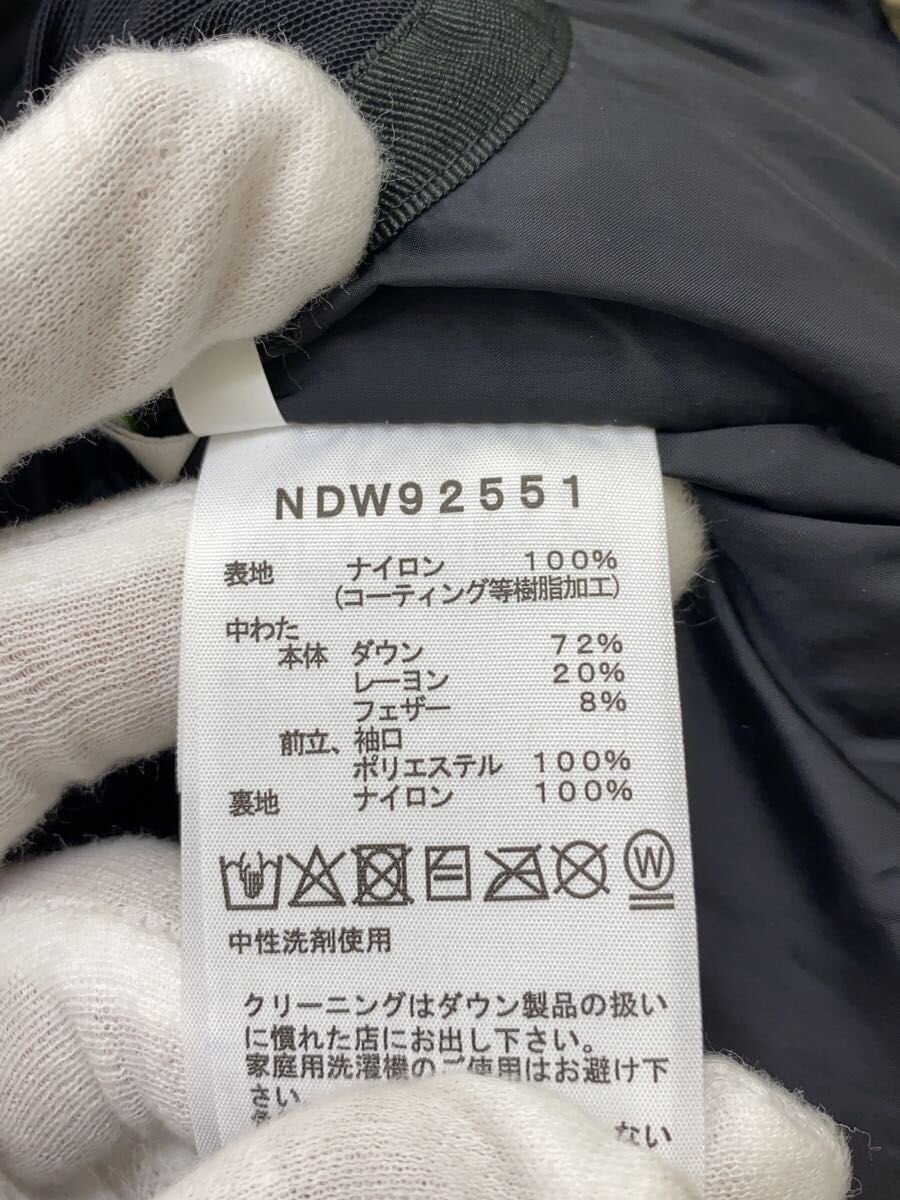 NDW92551
表地 ナイロン 100%
(コーティング等樹脂加工)
中わた
本体 ダウン 72%
レーヨン 20%
フェザー 8%
前立、袖口
ポリエステル 100%
裏地 ナイロン 100%
W
中性洗剤使用
クリーニングはダウン製品の扱い
に慣れた店にお出し下さい。
家庭用洗濯機のご使用はお避け下
さい
ない